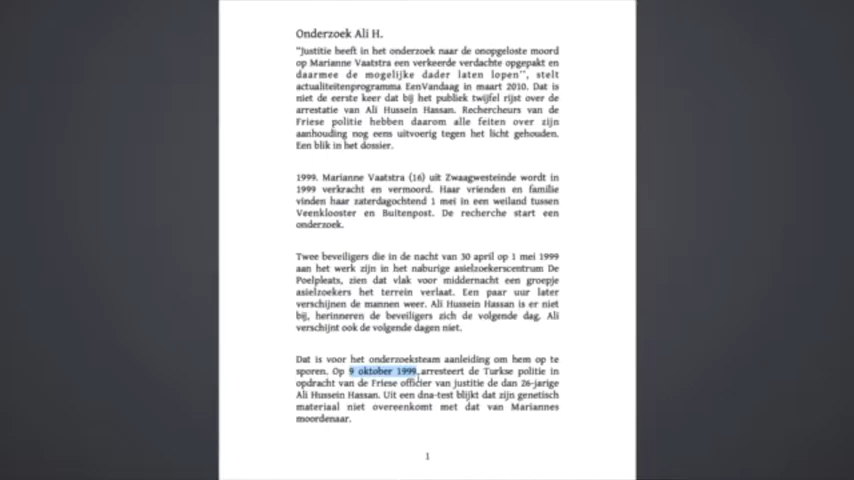 Onderzoek Ali H.
"Justitie heeft in het onderzoek naar de onopgeloste moord
op Marianne Vaatstra een verkeerde verdachte opgepakt en
daarmee de mogelijke dader laten lopen", stelt
actualiteitenprogramma EenVandaag in maart 2010. Dat is
niet de eerste keer dat bij het publiek twijfel rijst over de
arrestatie van Ali Hussein Hassan. Rechercheurs van de
Friese politie hebben daarom alle feiten over zijn
aanhouding nog eens uitvoerig tegen het licht gehouden.
Een blik in het dossier.
1999. Marianne Vaatstra (16) uit Zwaagwesteinde wordt in
1999 verkracht en vermoord. Haar vrienden en familie
vinden haar zaterdagochtend 1 mei in een weiland tussen
Veenklooster en Buitenpost. De recherche start een
onderzoek.
Twee beveiligers die in de nacht van 30 april op 1 mei 1999
aan het werk zijn in het naburige asielzoekerscentrum De
Poelpleats, zien dat vlak voor middernacht een groepje
asielzoekers het terrein verlaat. Een paar uur later
verschijnen de mannen weer. Ali Hussein Hassan is er niet
bij, herinneren de beveiligers zich de volgende dag. Ali
verschijnt ook de volgende dagen niet.
Dat is voor het onderzoeksteam aanleiding om hem op te
sporen. Op 9 oktober 1999 arresteert de Turkse politie in
opdracht van de Friese officier van justitie de dan 26-jarige
Ali Hussein Hassan. Uit een dna-test blijkt dat zijn genetisch
materiaal niet overeenkomt met dat van Mariannes
moordenaar.
1